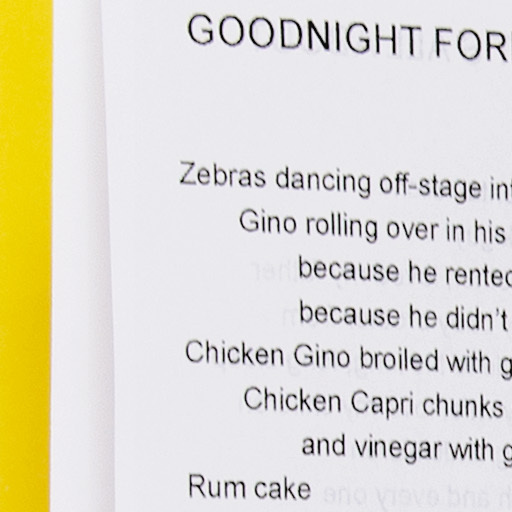 GOODNIGHT FOR
Zebras dancing off-stage in
Gino rolling over in his
because he rented
because he didn't
Chicken Gino broiled with g
Chicken Capri chunks
and vinegar with g
Rum cake